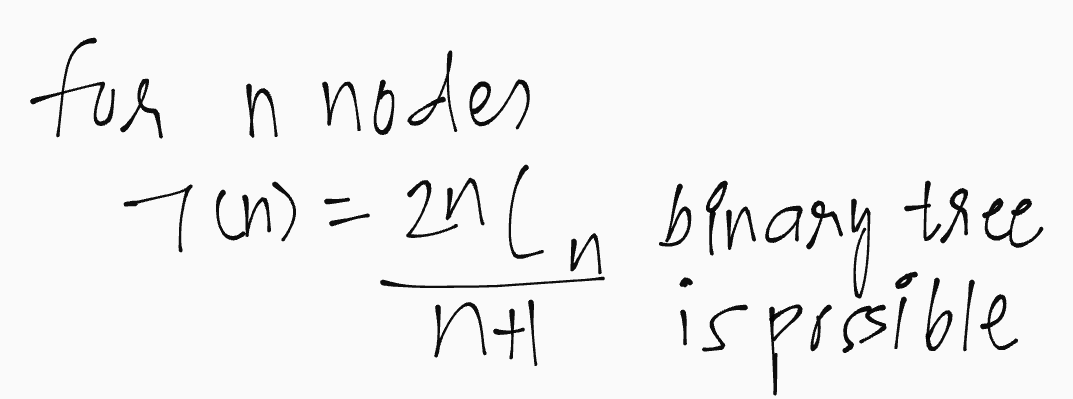 for n nodes
T(n) = 2nCn / n+1 binary tree
is possible